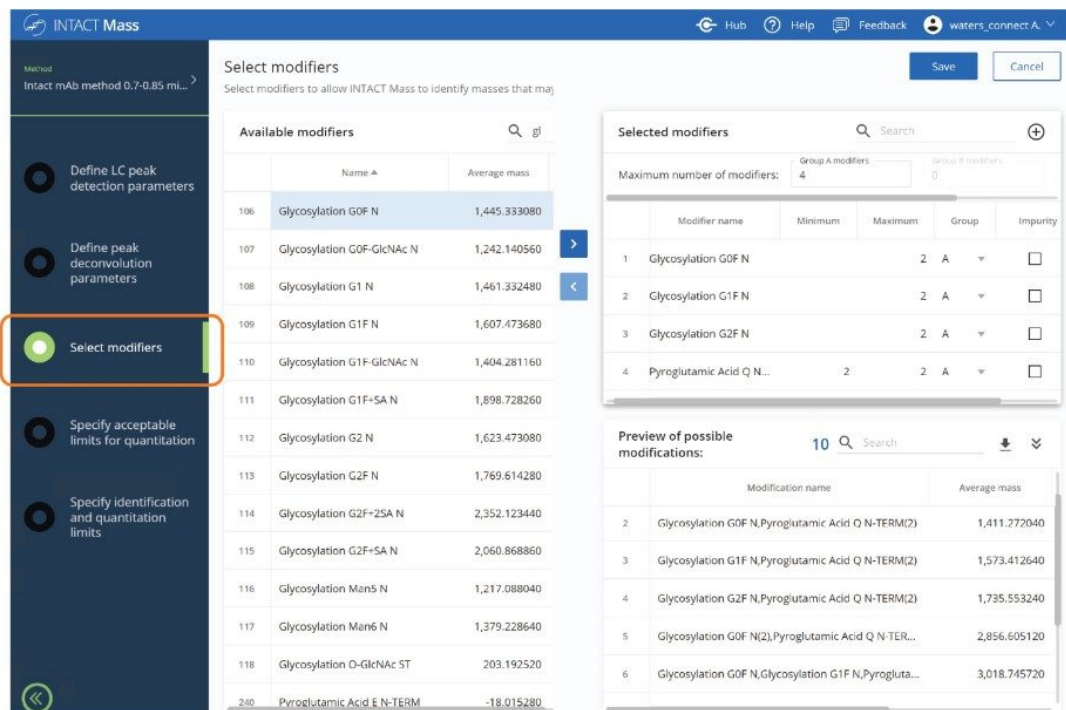 INTACT Mass
Hub
Help
Feedback
waters_connect A.
Method
Intact mAb method 0.7-0.85 mi...
Define LC peak
detection parameters
Define peak
deconvolution
parameters
Select modifiers
Specify acceptable
limits for quantitation
Specify identification
and quantitation
limits
Select modifiers
Select modifiers to allow INTACT Mass to identify masses that may
Save
Cancel
Available modifiers
gl
Name Average mass
106 Glycosylation G0F N 1,445.333080
107 Glycosylation G0F-GlcNAc N 1,242.140560
108 Glycosylation G1 N 1,461.332480
109 Glycosylation G1F N 1,607.473680
110 Glycosylation G1F-GlcNAc N 1,404.281160
111 Glycosylation G1F+SA N 1,898.728260
112 Glycosylation G2 N 1,623.473080
113 Glycosylation G2F N 1,769.614280
114 Glycosylation G2F+2SA N 2,352.123440
115 Glycosylation G2F+SA N 2,060.868860
116 Glycosylation Man5 N 1,217.088040
117 Glycosylation Man6 N 1,379.228640
118 Glycosylation O-GlcNAc ST 203.192520
240 Pyroglutamic Acid E N-TERM -18.015280
Selected modifiers
Search
Maximum number of modifiers:
Group A modifiers
4
Group B modifiers
0
Modifier name Minimum Maximum Group Impurity
1 Glycosylation G0F N 2 A
2 Glycosylation G1F N 2 A
3 Glycosylation G2F N 2 A
4 Pyroglutamic Acid Q N... 2 2 A
Preview of possible
modifications:
10
Search
Modification name Average mass
2 Glycosylation G0F N,Pyroglutamic Acid Q N-TERM(2) 1,411.272040
3 Glycosylation G1F N,Pyroglutamic Acid Q N-TERM(2) 1,573.412640
4 Glycosylation G2F N,Pyroglutamic Acid Q N-TERM(2) 1,735.553240
5 Glycosylation G0F N(2),Pyroglutamic Acid Q N-TER... 2,856.605120
6 Glycosylation G0F N,Glycosylation G1F N,Pyrogluta... 3,018.745720